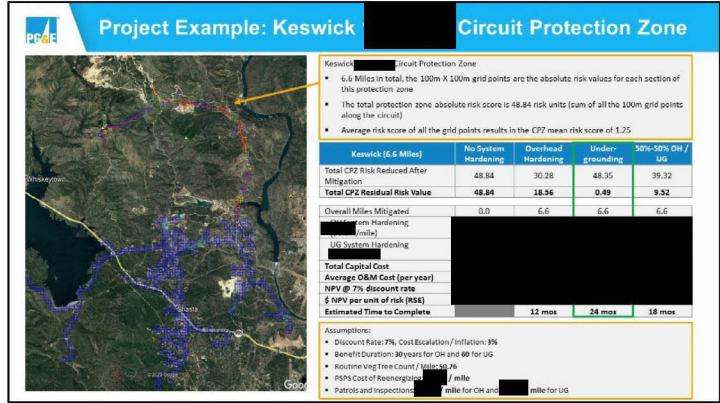 PG&E
Project Example: Keswick Circuit Protection Zone
Keswick Circuit Protection Zone
▪ 6.6 Miles in total, the 100m X 100m grid points are the absolute risk values for each section of
this protection zone
▪ The total protection zone absolute risk score is 48.84 risk units (sum of all the 100m grid points
along the circuit)
▪ Average risk score of all the grid points results in the CPZ mean risk score of 1.25
Keswick (6.6 Miles) No System Hardening Overhead Hardening Under-grounding 50%-50% OH / UG
Total CPZ Risk Reduced After Mitigation 48.84 30.28 48.35 39.32
Total CPZ Residual Risk Value 48.84 18.56 0.49 9.52
Overall Miles Mitigated 0.0 6.6 6.6 6.6
System Hardening
/mile)
UG System Hardening
Total Capital Cost
Average O&M Cost (per year)
NPV @ 7% discount rate
$ NPV per unit of risk (RSE)
Estimated Time to Complete 12 mos 24 mos 18 mos
Assumptions:
▪ Discount Rate: 7%, Cost Escalation / Inflation: 3%
▪ Benefit Duration: 30 years for OH and 60 for UG
▪ Routine Veg Tree Count / Mile: 50.76
▪ PSPS Cost of Reenergizing: / mile
▪ Patrols and Inspections: / mile for OH and mile for UG
Whiskeytown
Shasta
Goog